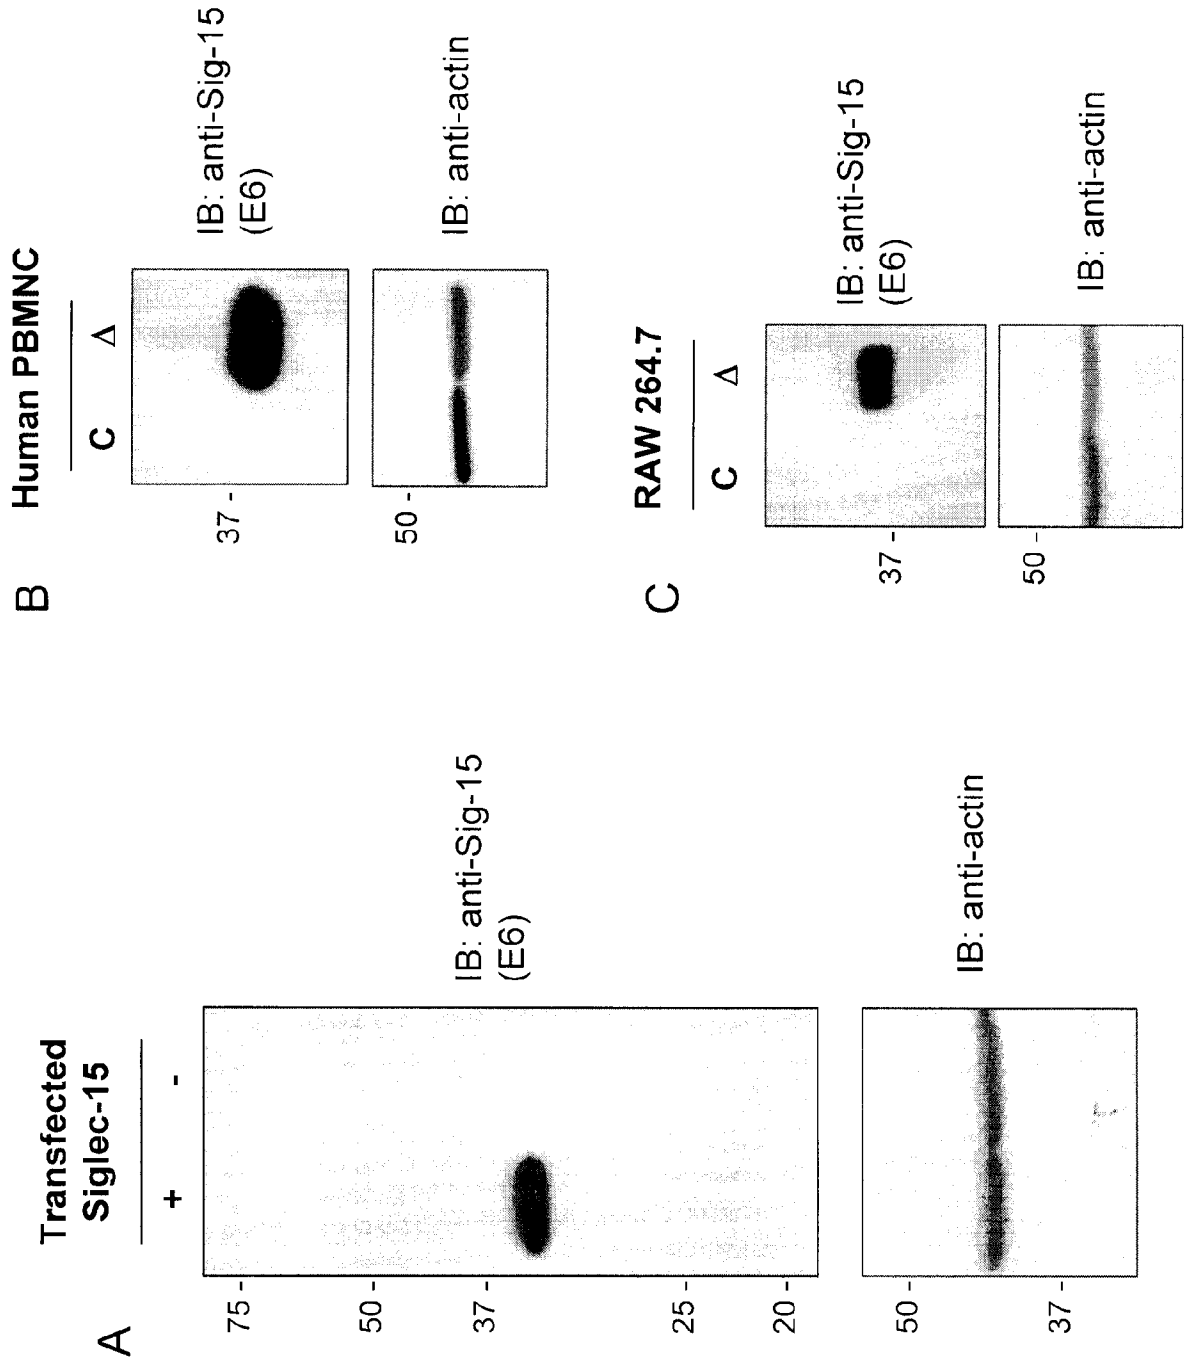 A
Transfected
Siglec-15
+ -
75 -
50 -
37 -
25 -
20 -
IB: anti-Sig-15
(E6)
50 -
37 -
IB: anti-actin
B
Human PBMNC
C Δ
37 -
IB: anti-Sig-15
(E6)
50 -
IB: anti-actin
C
RAW 264.7
C Δ
37 -
IB: anti-Sig-15
(E6)
50 -
IB: anti-actin